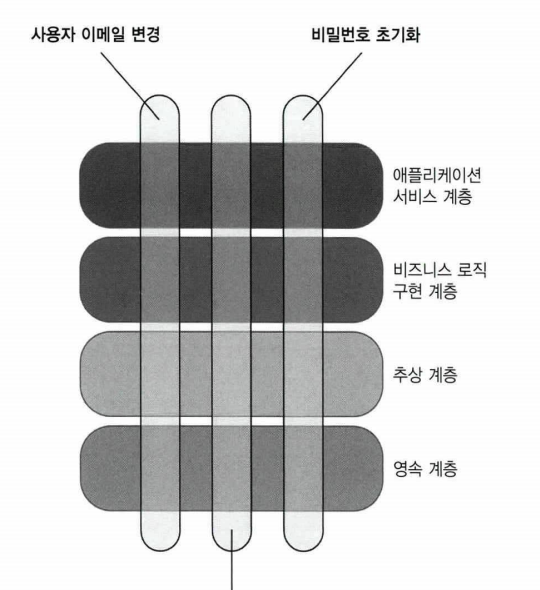 사용자 이메일 변경
비밀번호 초기화
애플리케이션
서비스 계층
비즈니스 로직
구현 계층
추상 계층
영속 계층